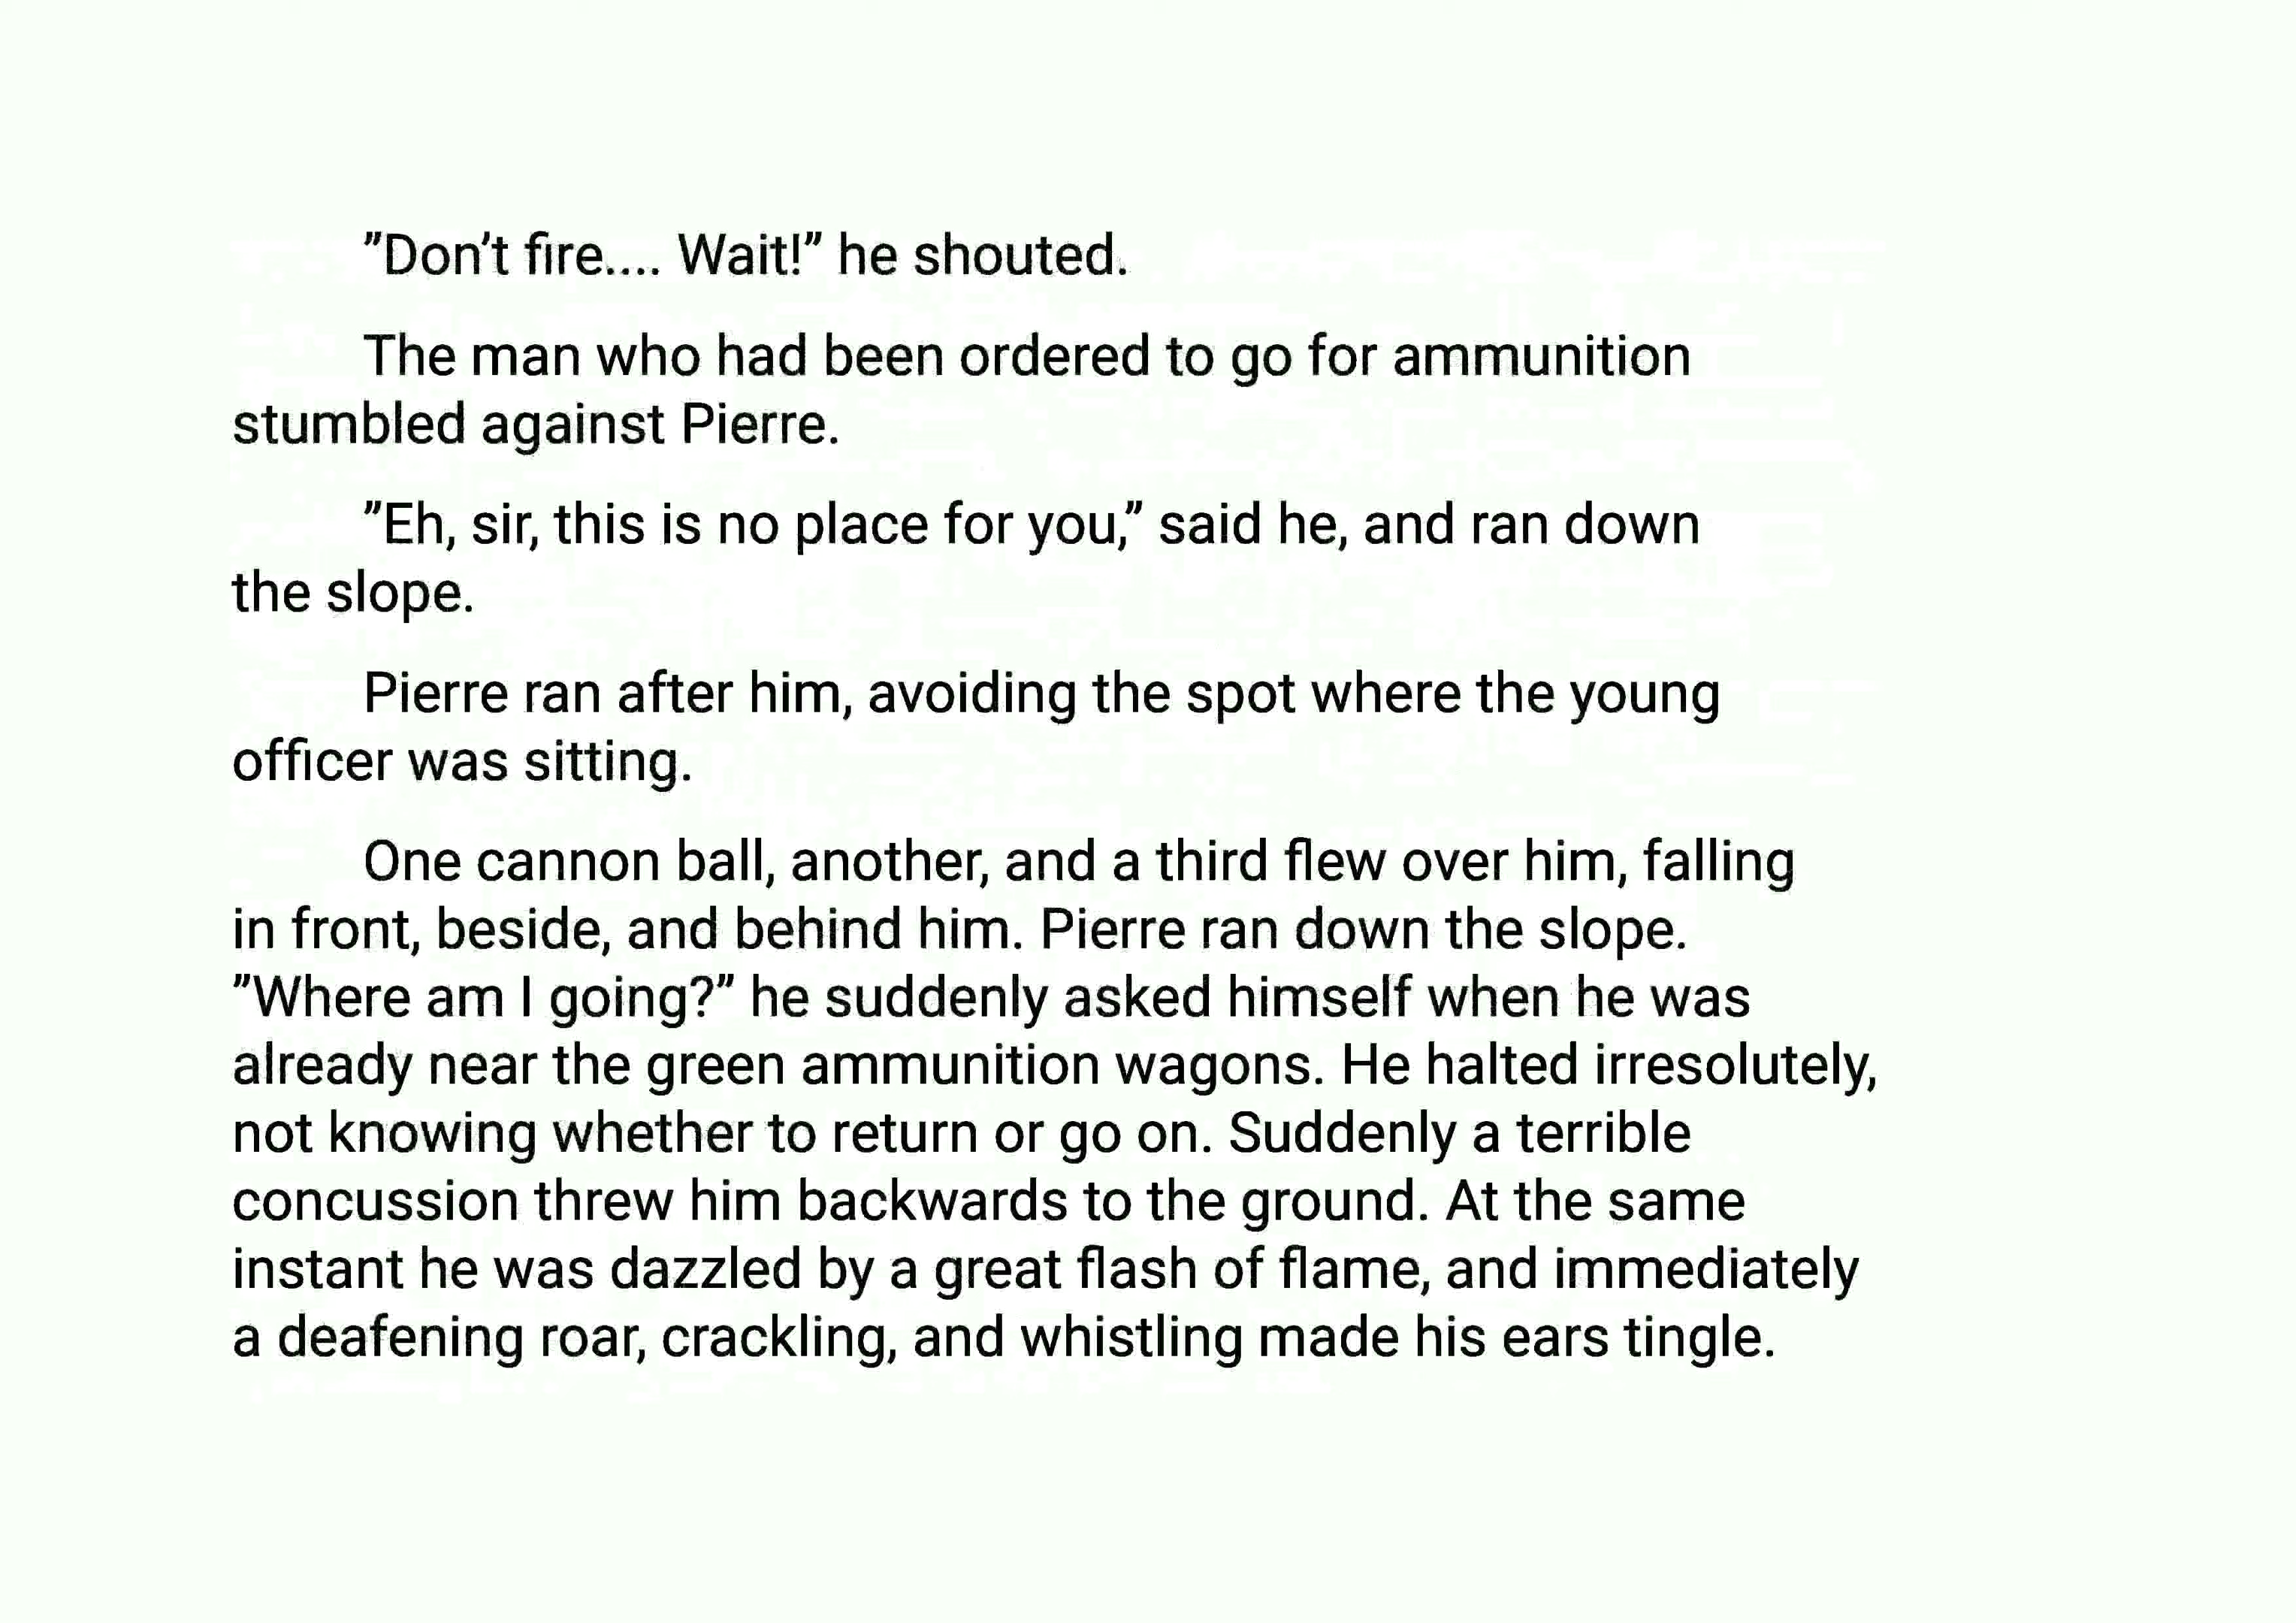 ”Don’t fire.... Wait!” he shouted.
The man who had been ordered to go for ammunition
stumbled against Pierre.
”Eh, sir, this is no place for you,” said he, and ran down
the slope.
Pierre ran after him, avoiding the spot where the young
officer was sitting.
One cannon ball, another, and a third flew over him, falling
in front, beside, and behind him. Pierre ran down the slope.
”Where am I going?” he suddenly asked himself when he was
already near the green ammunition wagons. He halted irresolutely,
not knowing whether to return or go on. Suddenly a terrible
concussion threw him backwards to the ground. At the same
instant he was dazzled by a great flash of flame, and immediately
a deafening roar, crackling, and whistling made his ears tingle.